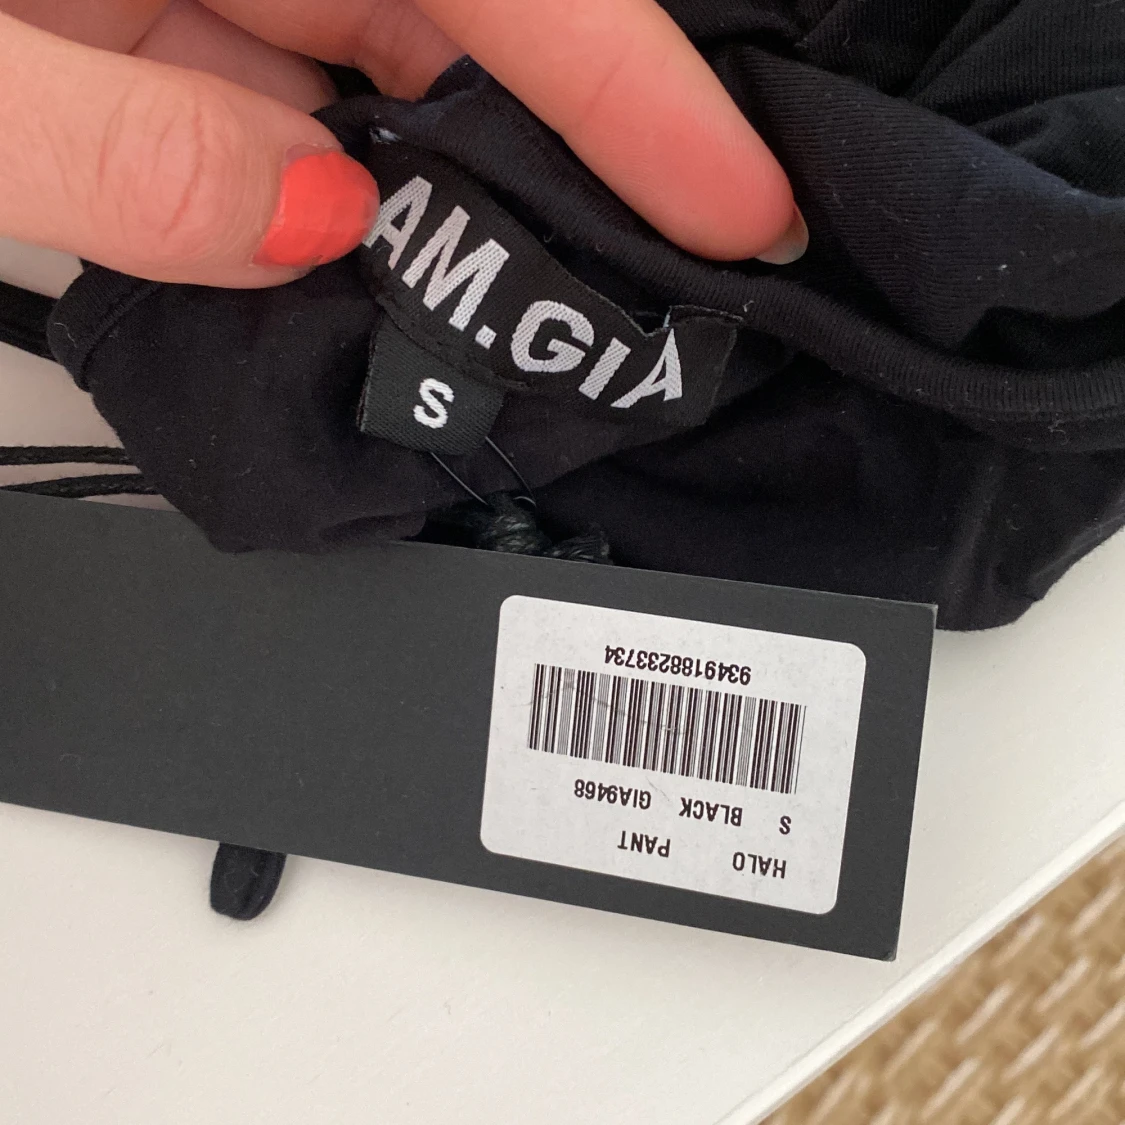 I.AM.GIA
S
HALO PANT
S BLACK GIA9468
9349188233734